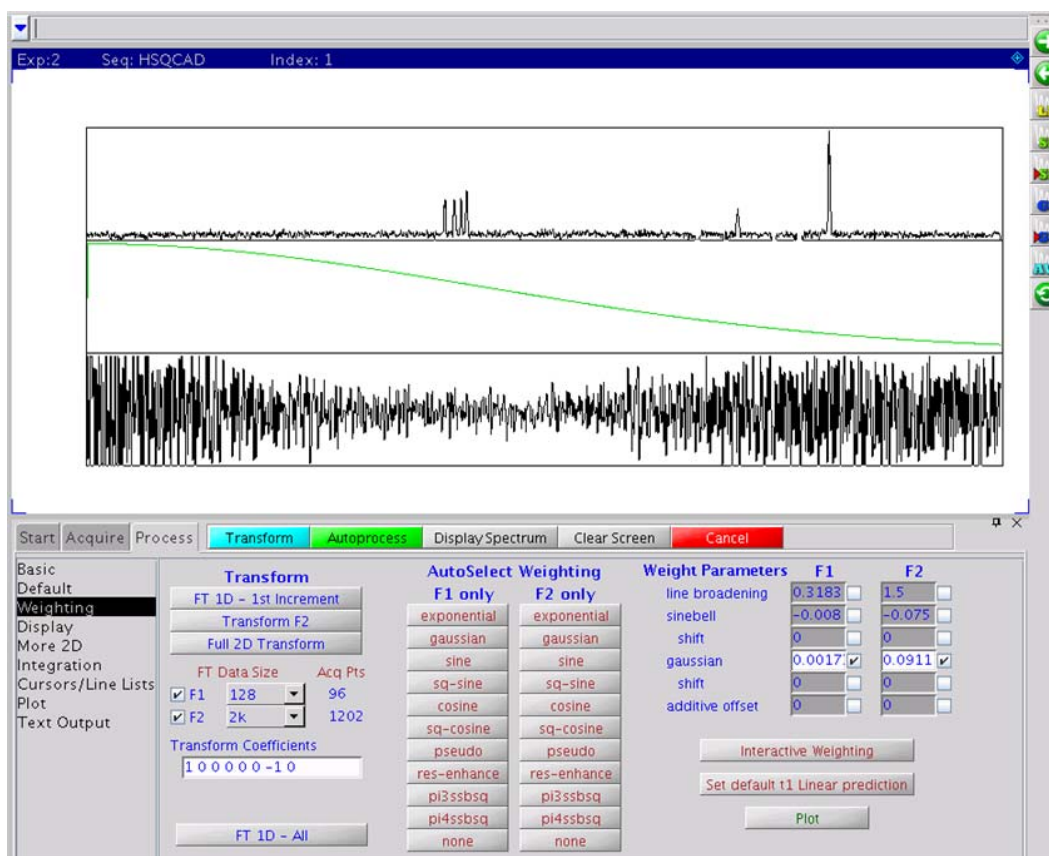 Exp:2 Seq: HSQCAD Index: 1
Start Acquire Process Transform Autoprocess Display Spectrum Clear Screen Cancel
Basic
Default
Weighting
Display
More 2D
Integration
Cursors/Line Lists
Plot
Text Output
Transform
FT 1D - 1st Increment
Transform F2
Full 2D Transform
FT Data Size Acq Pts
F1 128 96
F2 2k 1202
Transform Coefficients
1 0 0 0 0 0 -1 0
FT 1D - All
AutoSelect Weighting
F1 only F2 only
exponential exponential
gaussian gaussian
sine sine
sq-sine sq-sine
cosine cosine
sq-cosine sq-cosine
pseudo pseudo
res-enhance res-enhance
pi3ssbsq pi3ssbsq
pi4ssbsq pi4ssbsq
none none
Weight Parameters F1 F2
line broadening 0.3183 1.5
sinebell -0.008 -0.075
shift 0 0
gaussian 0.0017 0.0911
shift 0 0
additive offset 0 0
Interactive Weighting
Set default t1 Linear prediction
Plot